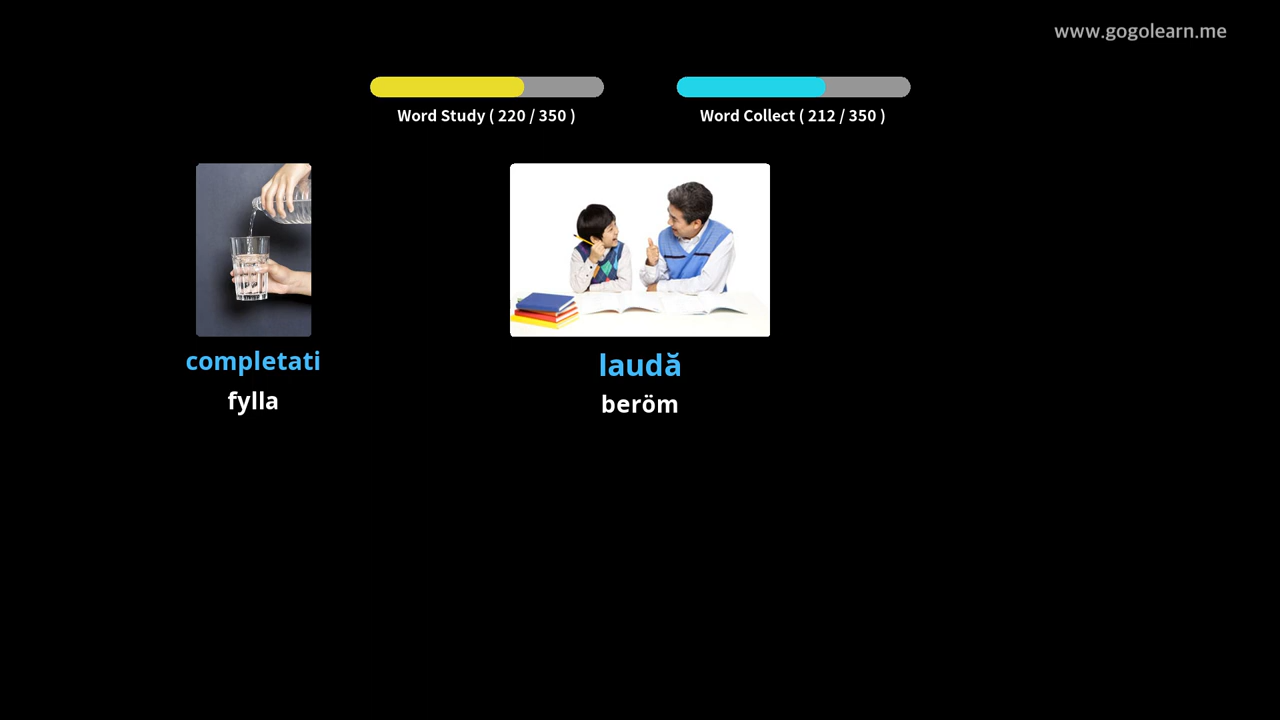 www.gogolearn.me
Word Study ( 220 / 350 )
Word Collect ( 212 / 350 )
completati
fylla
laudă
beröm